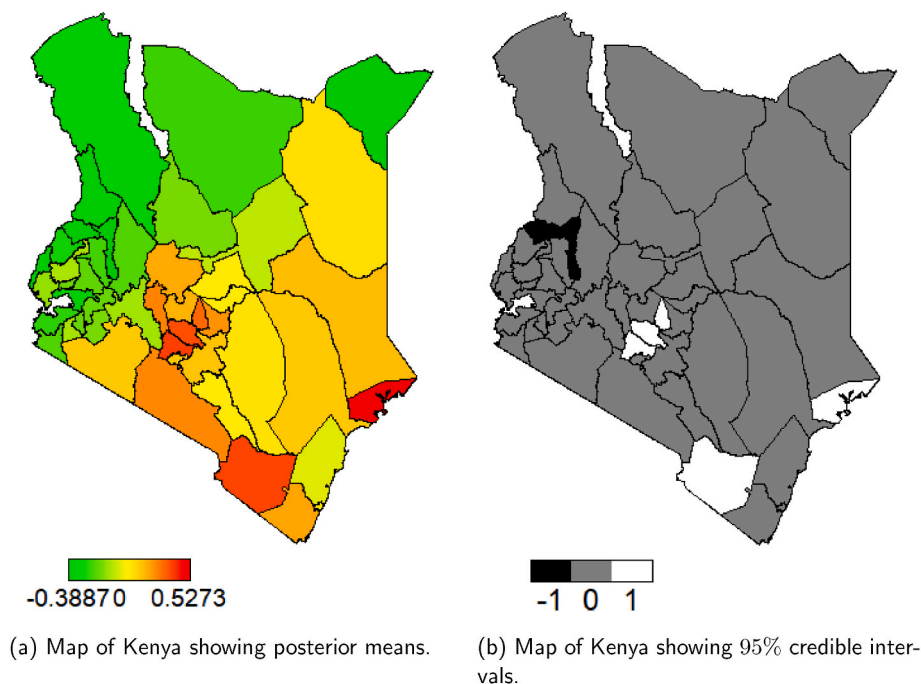 -0.38870 0 0.5273
-1 0 1
(a) Map of Kenya showing posterior means.
(b) Map of Kenya showing 95% credible inter-
vals.